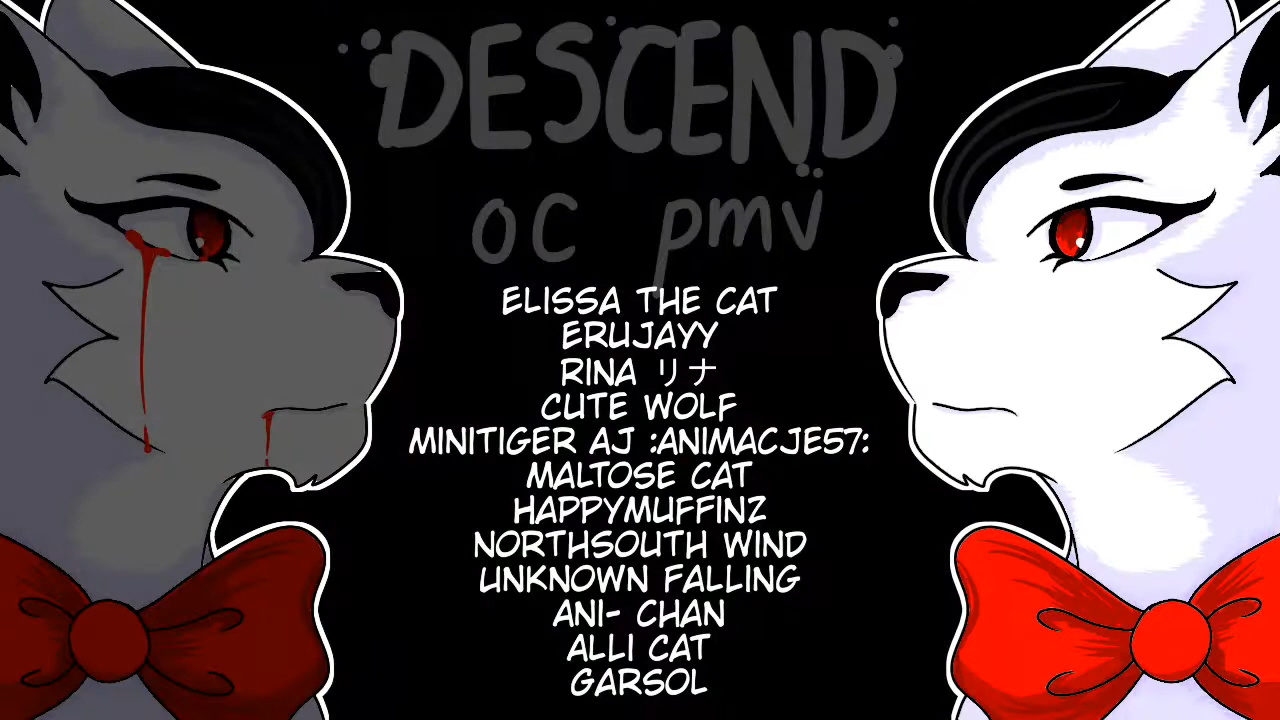 DESCEND
OC PMV
ELISSA THE CAT
ERUJAYY
RINA リナ
CUTE WOLF
MINITIGER AJ :ANIMACJE57:
MALTOSE CAT
HAPPYMUFFINZ
NORTHSOUTH WIND
UNKNOWN FALLING
ANI- CHAN
ALLI CAT
GARSOL